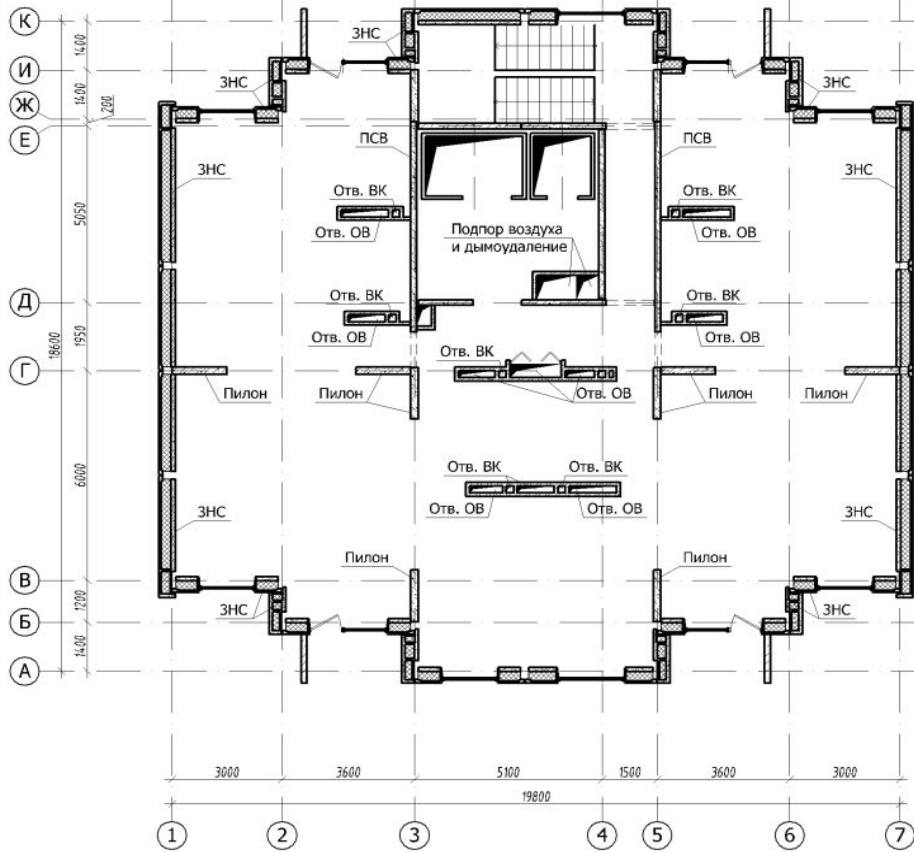 К
1400
ЗНС
И
ЗНС
1400
ЗНС
Ж
200
Е
ПСВ
ПСВ
ЗНС
ЗНС
5050
Отв. ВК
Отв. ВК
Отв. ОВ
Подпор воздуха
и дымоудаление
Отв. ОВ
Д
Отв. ВК
Отв. ВК
Отв. ОВ
Отв. ОВ
18600
1950
Отв. ВК
Г
Пилон
Пилон
Отв. ОВ
Пилон
Пилон
6000
Отв. ВК
Отв. ВК
Отв. ОВ
Отв. ОВ
ЗНС
ЗНС
Пилон
Пилон
В
1200
ЗНС
ЗНС
Б
1400
А
3000
3600
5100
1500
3600
3000
19800
1
2
3
4
5
6
7